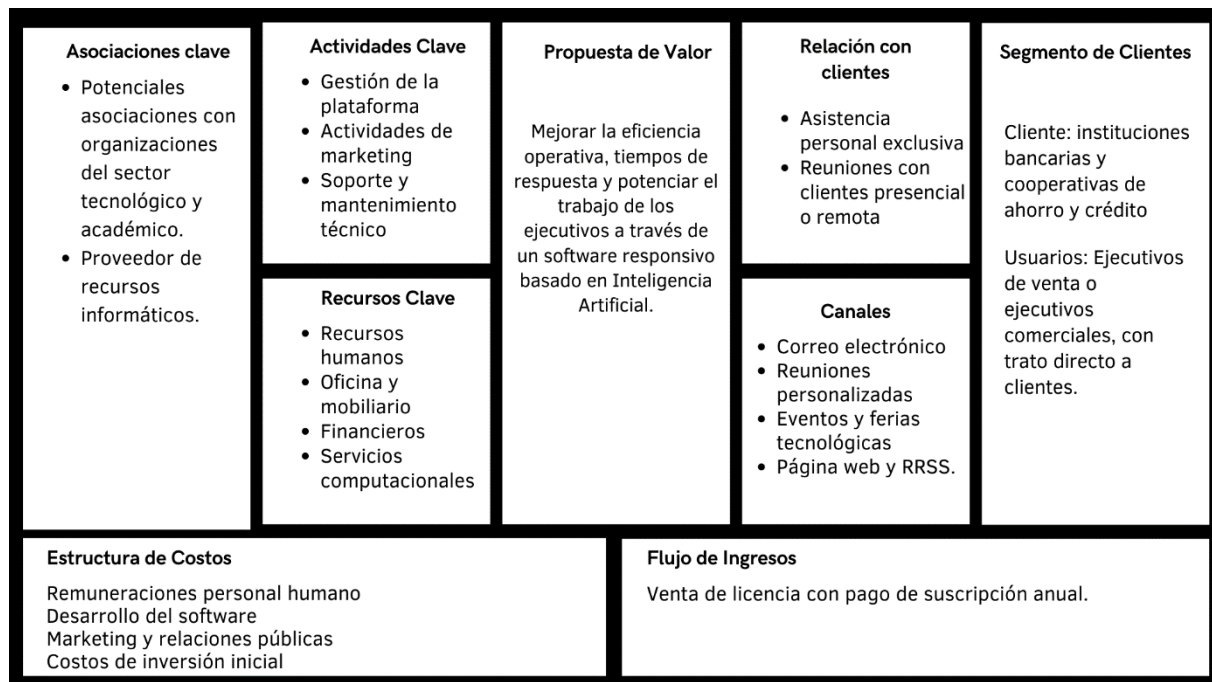 Asociaciones clave
• Potenciales
asociaciones con
organizaciones
del sector
tecnológico y
académico.
• Proveedor de
recursos
informáticos.
Actividades Clave
• Gestión de la
plataforma
• Actividades de
marketing
• Soporte y
mantenimiento
técnico
Recursos Clave
• Recursos
humanos
• Oficina y
mobiliario
• Financieros
• Servicios
computacionales
Propuesta de Valor
Mejorar la eficiencia
operativa, tiempos de
respuesta y potenciar el
trabajo de los
ejecutivos a través de
un software responsivo
basado en Inteligencia
Artificial.
Relación con
clientes
• Asistencia
personal exclusiva
• Reuniones con
clientes presencial
o remota
Canales
• Correo electrónico
• Reuniones
personalizadas
• Eventos y ferias
tecnológicas
• Página web y RRSS.
Segmento de Clientes
Cliente: instituciones
bancarias y
cooperativas de
ahorro y crédito
Usuarios: Ejecutivos
de venta o
ejecutivos
comerciales, con
trato directo a
clientes.
Estructura de Costos
Remuneraciones personal humano
Desarrollo del software
Marketing y relaciones públicas
Costos de inversión inicial
Flujo de Ingresos
Venta de licencia con pago de suscripción anual.